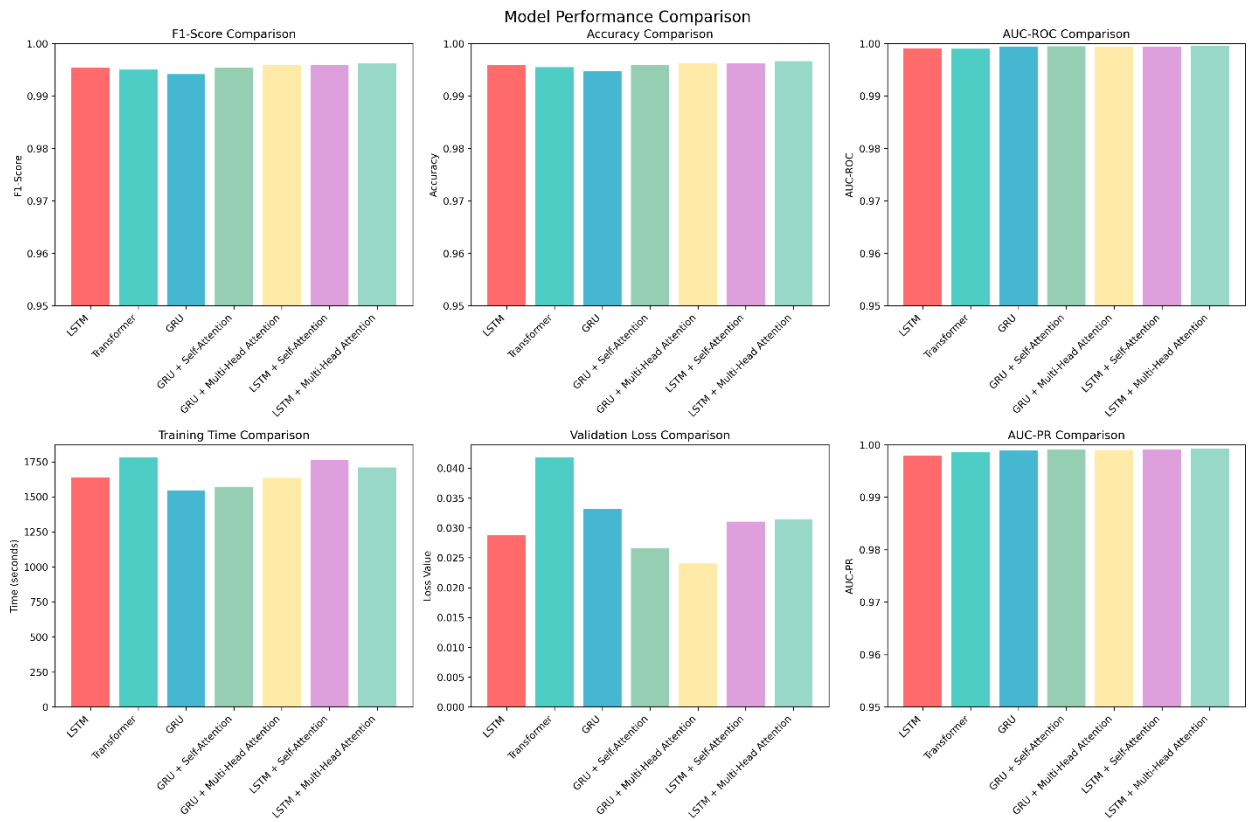 Model Performance Comparison
F1-Score Comparison
F1-Score
1.00
0.99
0.98
0.97
0.96
0.95
LSTM
Transformer
GRU
GRU + Self-Attention
GRU + Multi-Head Attention
LSTM + Self-Attention
LSTM + Multi-Head Attention
Accuracy Comparison
Accuracy
1.00
0.99
0.98
0.97
0.96
0.95
LSTM
Transformer
GRU
GRU + Self-Attention
GRU + Multi-Head Attention
LSTM + Self-Attention
LSTM + Multi-Head Attention
AUC-ROC Comparison
AUC-ROC
1.00
0.99
0.98
0.97
0.96
0.95
LSTM
Transformer
GRU
GRU + Self-Attention
GRU + Multi-Head Attention
LSTM + Self-Attention
LSTM + Multi-Head Attention
Training Time Comparison
Time (seconds)
1750
1500
1250
1000
750
500
250
0
LSTM
Transformer
GRU
GRU + Self-Attention
GRU + Multi-Head Attention
LSTM + Self-Attention
LSTM + Multi-Head Attention
Validation Loss Comparison
Loss Value
0.040
0.035
0.030
0.025
0.020
0.015
0.010
0.005
0.000
LSTM
Transformer
GRU
GRU + Self-Attention
GRU + Multi-Head Attention
LSTM + Self-Attention
LSTM + Multi-Head Attention
AUC-PR Comparison
AUC-PR
1.00
0.99
0.98
0.97
0.96
0.95
LSTM
Transformer
GRU
GRU + Self-Attention
GRU + Multi-Head Attention
LSTM + Self-Attention
LSTM + Multi-Head Attention